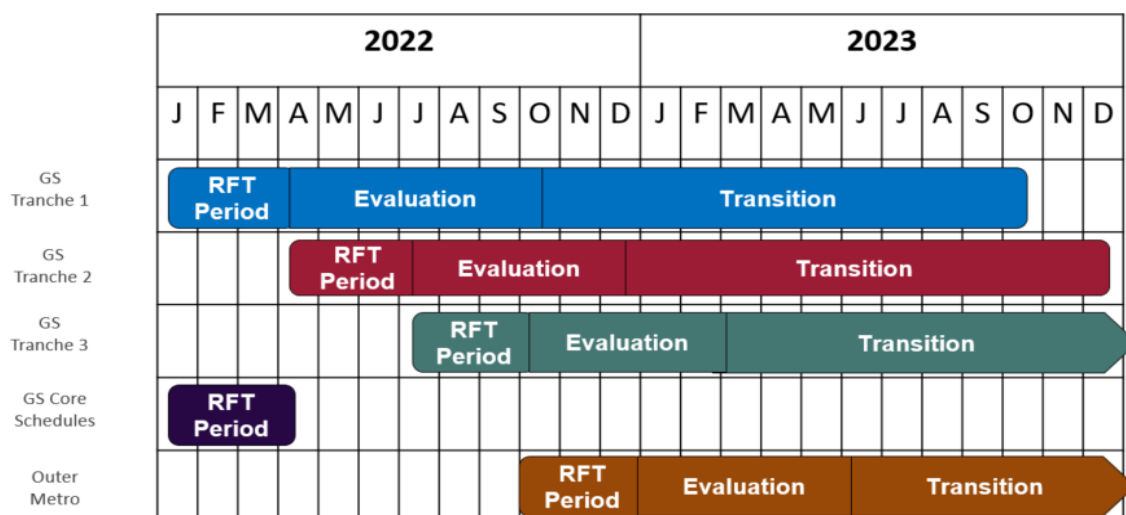 2022 2023
J F M A M J J A S O N D J F M A M J J A S O N D
GS
Tranche 1
RFT
Period
Evaluation
Transition
GS
Tranche 2
RFT
Period
Evaluation
Transition
GS
Tranche 3
RFT
Period
Evaluation
Transition
GS Core
Schedules
RFT
Period
Outer
Metro
RFT
Period
Evaluation
Transition